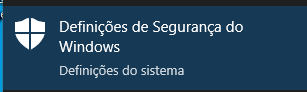 Definições de Segurança do
Windows
Definições do sistema